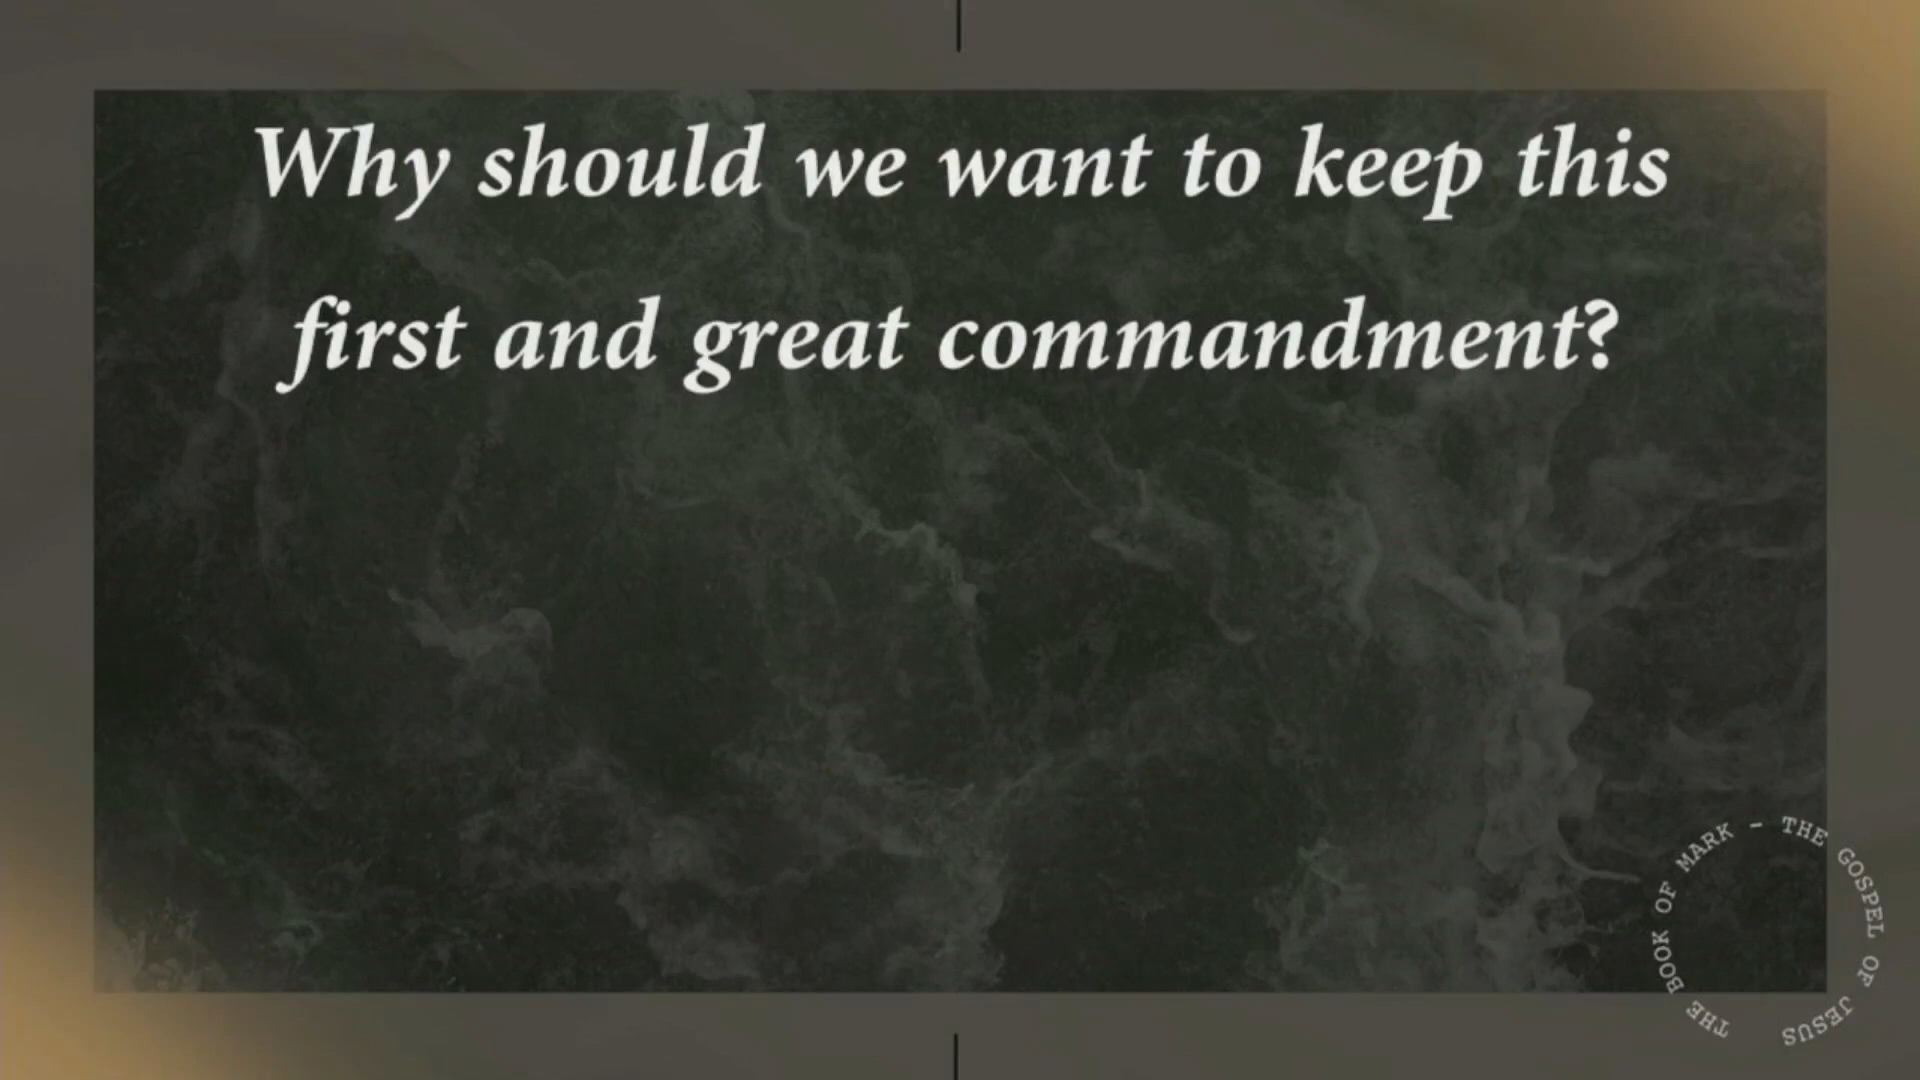 Why should we want to keep this
first and great commandment?
THE BOOK OF MARK - THE GOSPEL OF JESUS